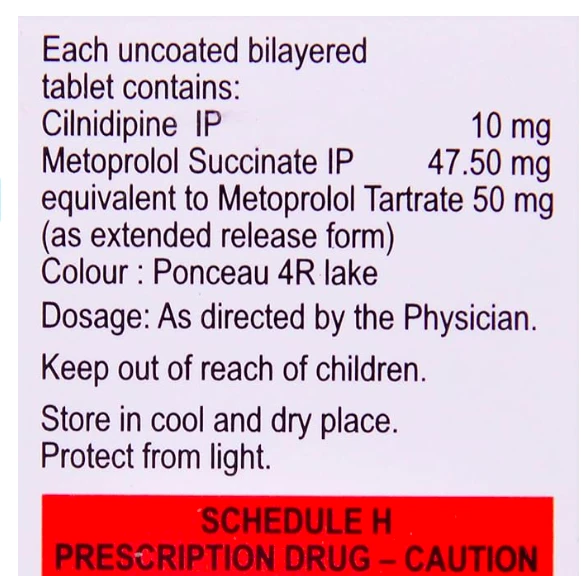 Each uncoated bilayered
tablet contains:
Cilnidipine IP 10 mg
Metoprolol Succinate IP 47.50 mg
equivalent to Metoprolol Tartrate 50 mg
(as extended release form)
Colour : Ponceau 4R lake
Dosage: As directed by the Physician.
Keep out of reach of children.
Store in cool and dry place.
Protect from light.
SCHEDULE H
PRESCRIPTION DRUG – CAUTION